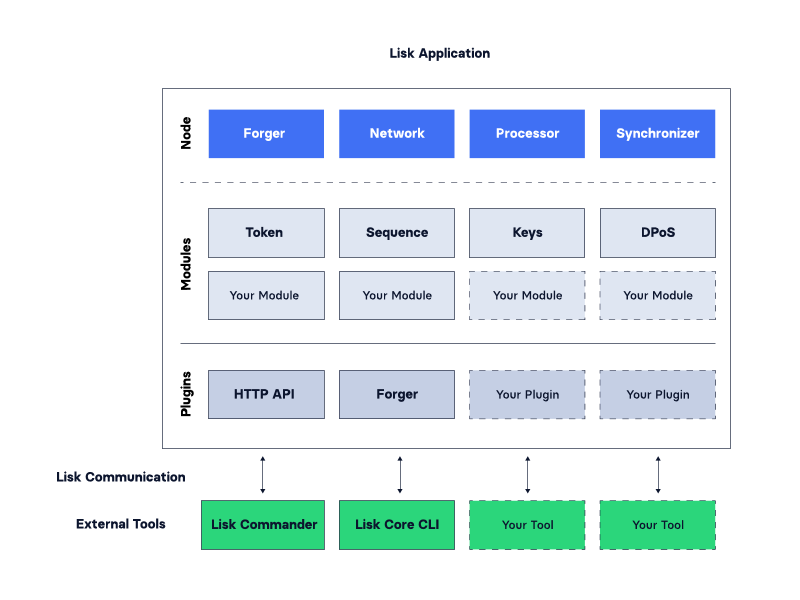 Lisk Application
Node
Forger
Network
Processor
Synchronizer
Modules
Token
Sequence
Keys
DPoS
Your Module
Your Module
Your Module
Your Module
Plugins
HTTP API
Forger
Your Plugin
Your Plugin
Lisk Communication
External Tools
Lisk Commander
Lisk Core CLI
Your Tool
Your Tool